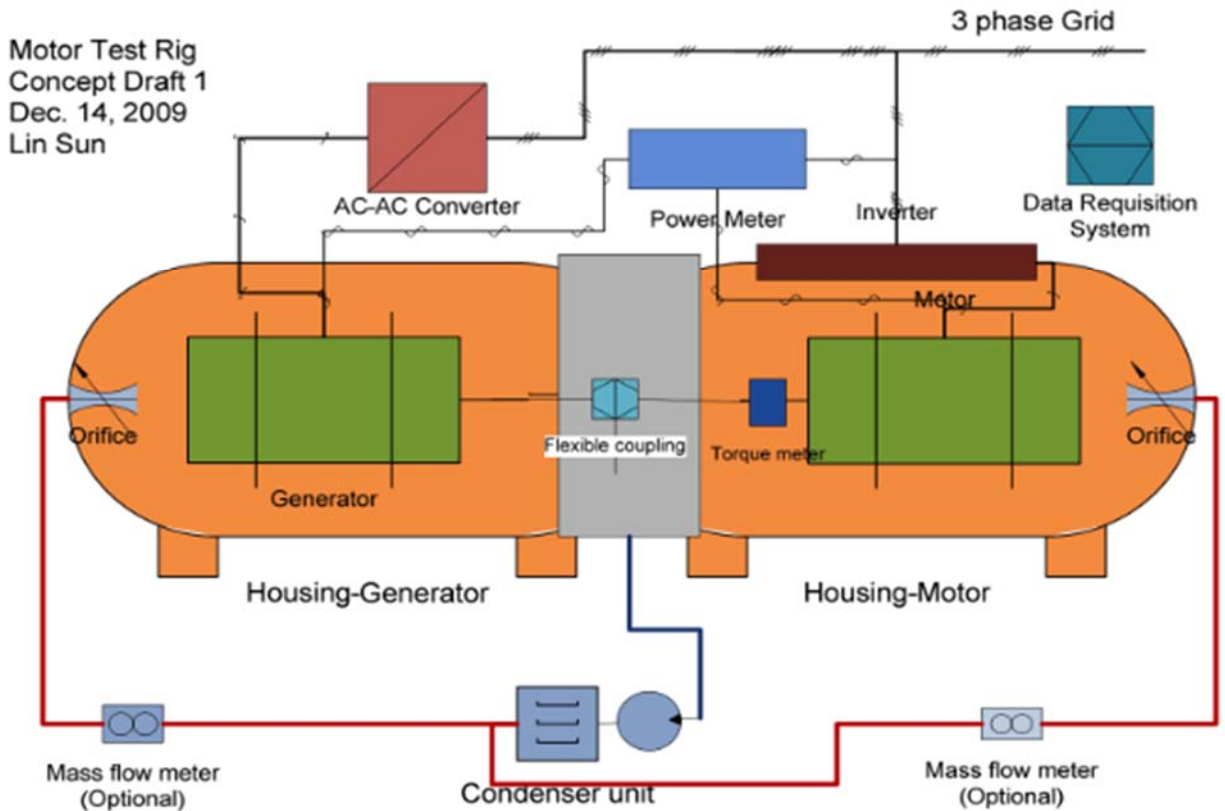 3 phase Grid
Motor Test Rig
Concept Draft 1
Dec. 14, 2009
Lin Sun
AC-AC Converter
Power Meter
Inverter
Data Requisition
System
Motor
Orifice
Flexible coupling
Torque meter
Orifice
Generator
Housing-Generator
Housing-Motor
Mass flow meter
(Optional)
Condenser unit
Mass flow meter
(Optional)